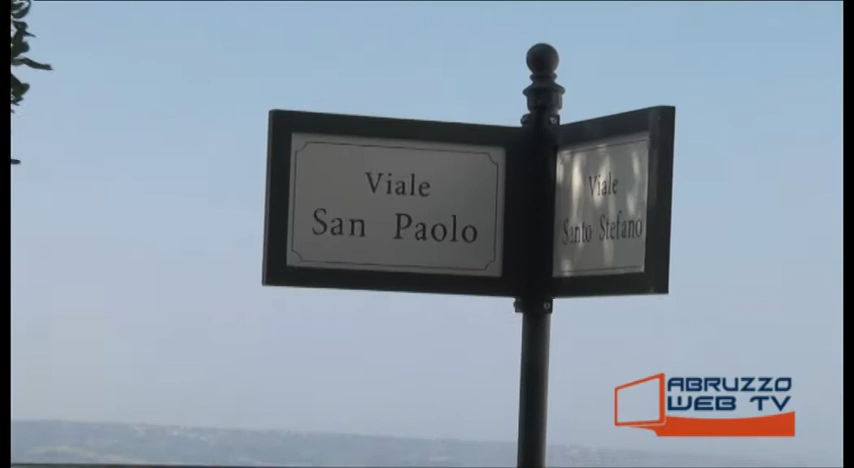 Viale
San Paolo
Viale
Santo Stefano
ABRUZZO
WEB TV